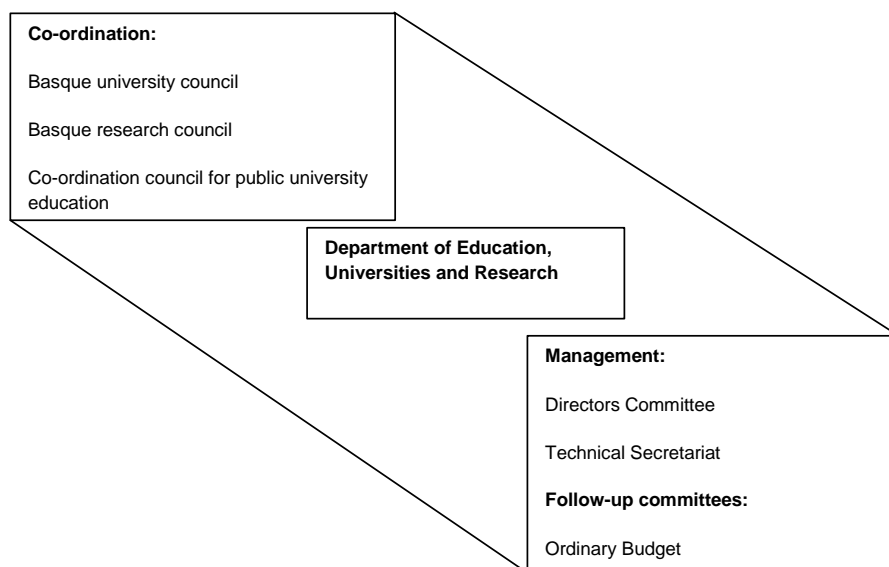 Co-ordination:
Basque university council
Basque research council
Co-ordination council for public university
education
Department of Education,
Universities and Research
Management:
Directors Committee
Technical Secretariat
Follow-up committees:
Ordinary Budget